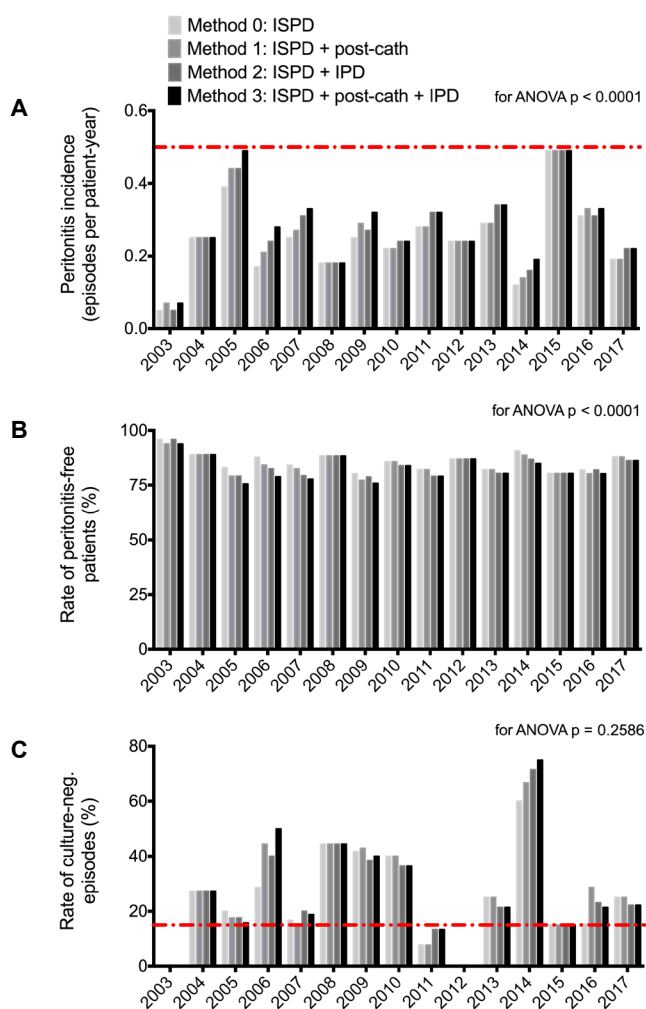 Method 0: ISPD
Method 1: ISPD + post-cath
Method 2: ISPD + IPD
Method 3: ISPD + post-cath + IPD
for ANOVA p < 0.0001
A
Peritonitis incidence
(episodes per patient-year)
0.6
0.4
0.2
0.0
2003 2004 2005 2006 2007 2008 2009 2010 2011 2012 2013 2014 2015 2016 2017
for ANOVA p < 0.0001
B
Rate of peritonitis-free
patients (%)
100
75
50
25
0
2003 2004 2005 2006 2007 2008 2009 2010 2011 2012 2013 2014 2015 2016 2017
for ANOVA p = 0.2586
C
Rate of culture-neg.
episodes (%)
80
60
40
20
0
2003 2004 2005 2006 2007 2008 2009 2010 2011 2012 2013 2014 2015 2016 2017